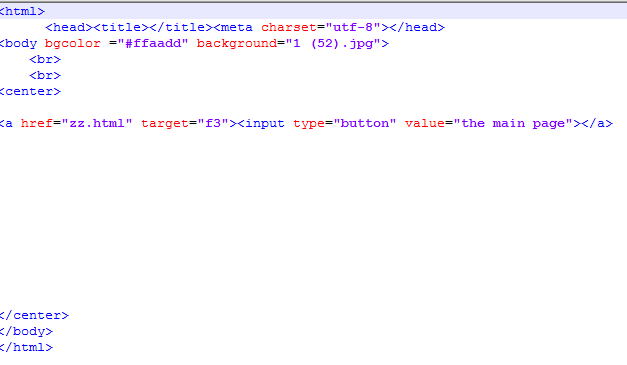 <html>
<head><title></title><meta charset="utf-8"></head>
<body bgcolor ="#ffaadd" background="1 (52).jpg">
<br>
<br>
<center>
<a href="zz.html" target="f3"><input type="button" value="the main page"></a>
</center>
</body>
</html>